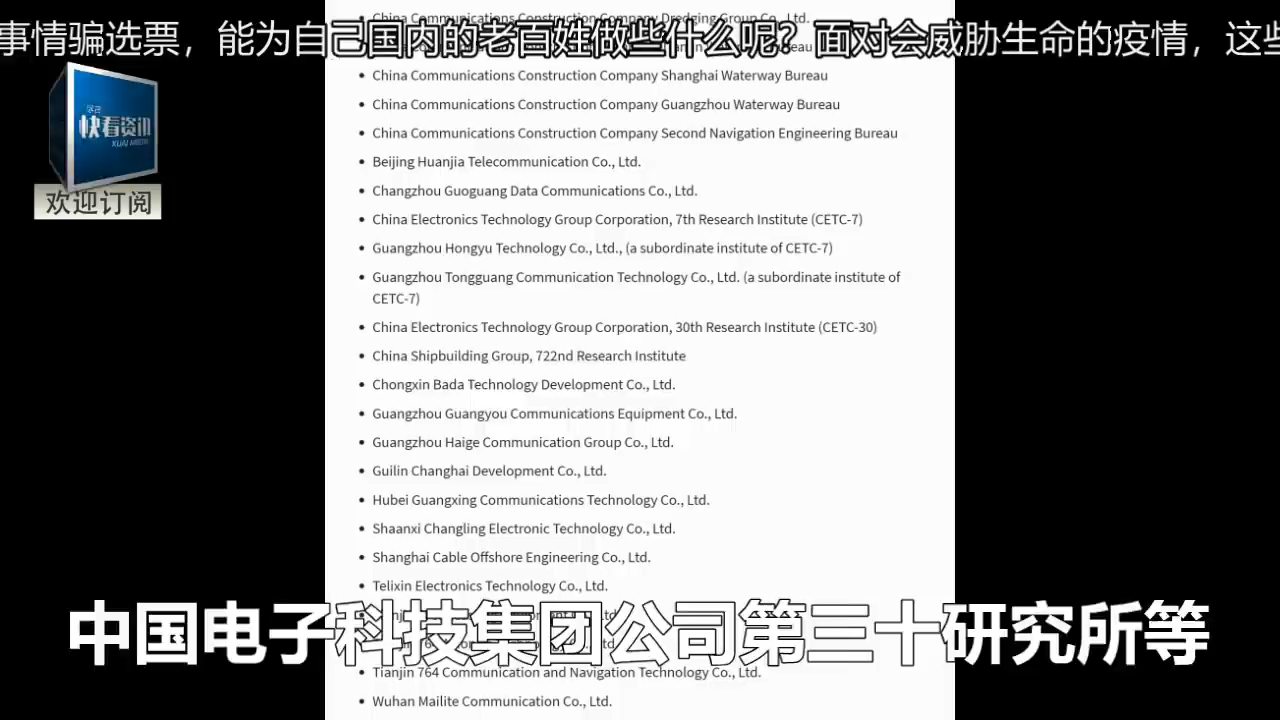 China Communications Construction Company Dredging Group Co., Ltd.
事情骗选票，能为自己国内的老百姓做些什么呢？面对会威胁生命的疫情，这些
China Communications Construction Company Shanghai Waterway Bureau
China Communications Construction Company Guangzhou Waterway Bureau
China Communications Construction Company Second Navigation Engineering Bureau
快看资讯
欢迎订阅
Beijing Huanjia Telecommunication Co., Ltd.
Changzhou Guoguang Data Communications Co., Ltd.
China Electronics Technology Group Corporation, 7th Research Institute (CETC-7)
Guangzhou Hongyu Technology Co., Ltd., (a subordinate institute of CETC-7)
Guangzhou Tongguang Communication Technology Co., Ltd. (a subordinate institute of
CETC-7)
China Electronics Technology Group Corporation, 30th Research Institute (CETC-30)
China Shipbuilding Group, 722nd Research Institute
Chongxin Bada Technology Development Co., Ltd.
Guangzhou Guangyou Communications Equipment Co., Ltd.
Guangzhou Haige Communication Group Co., Ltd.
Guilin Changhai Development Co., Ltd.
Hubei Guangxing Communications Technology Co., Ltd.
Shaanxi Changling Electronic Technology Co., Ltd.
Shanghai Cable Offshore Engineering Co., Ltd.
Telixin Electronics Technology Co., Ltd.
中国电子科技集团公司第三十研究所等
Tianjin 764 Communication and Navigation Technology Co., Ltd.
Wuhan Mailite Communication Co., Ltd.